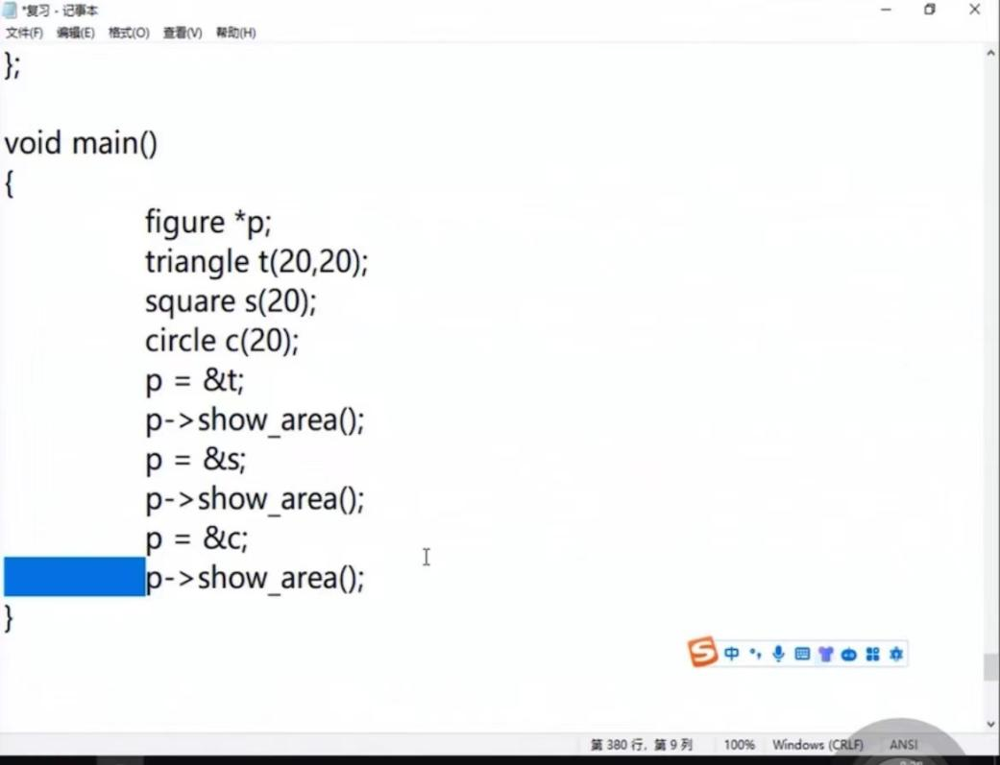 *复习 - 记事本
文件(F) 编辑(E) 格式(O) 查看(V) 帮助(H)
};
void main()
{
figure *p;
triangle t(20,20);
square s(20);
circle c(20);
p = &t;
p->show_area();
p = &s;
p->show_area();
p = &c;
p->show_area();
}
S 中
第 380 行，第 9 列 100% Windows (CRLF) ANSI